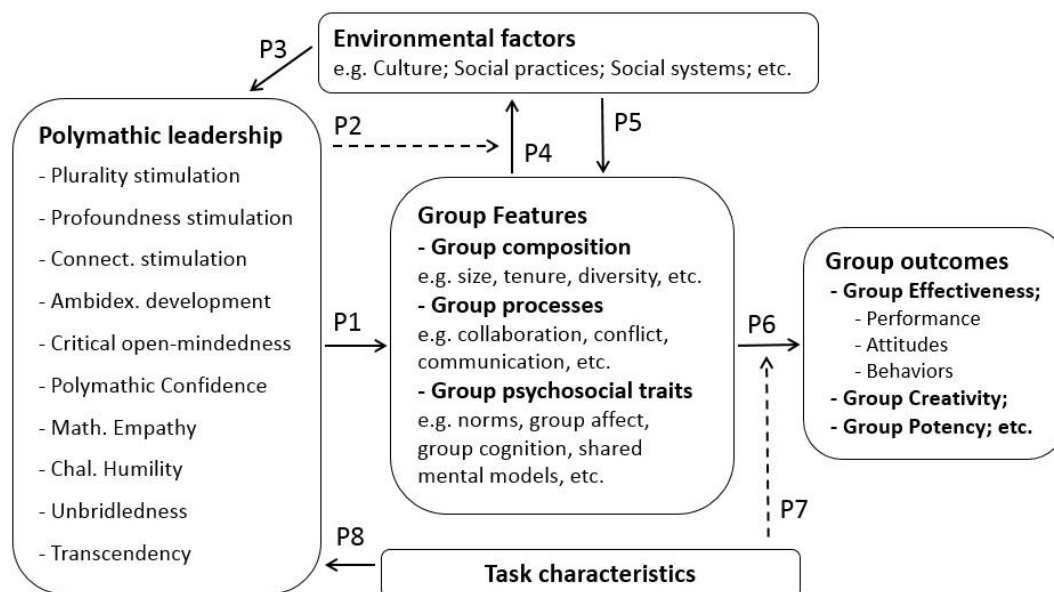 Environmental factors
e.g. Culture; Social practices; Social systems; etc.
P3
P2
P4
P5
Polymathic leadership
- Plurality stimulation
- Profoundness stimulation
- Connect. stimulation
- Ambidex. development
- Critical open-mindedness
- Polymathic Confidence
- Math. Empathy
- Chal. Humility
- Unbridledness
- Transcendency
P1
Group Features
- Group composition
e.g. size, tenure, diversity, etc.
- Group processes
e.g. collaboration, conflict,
communication, etc.
- Group psychosocial traits
e.g. norms, group affect,
group cognition, shared
mental models, etc.
P6
Group outcomes
- Group Effectiveness;
- Performance
- Attitudes
- Behaviors
- Group Creativity;
- Group Potency; etc.
P7
P8
Task characteristics